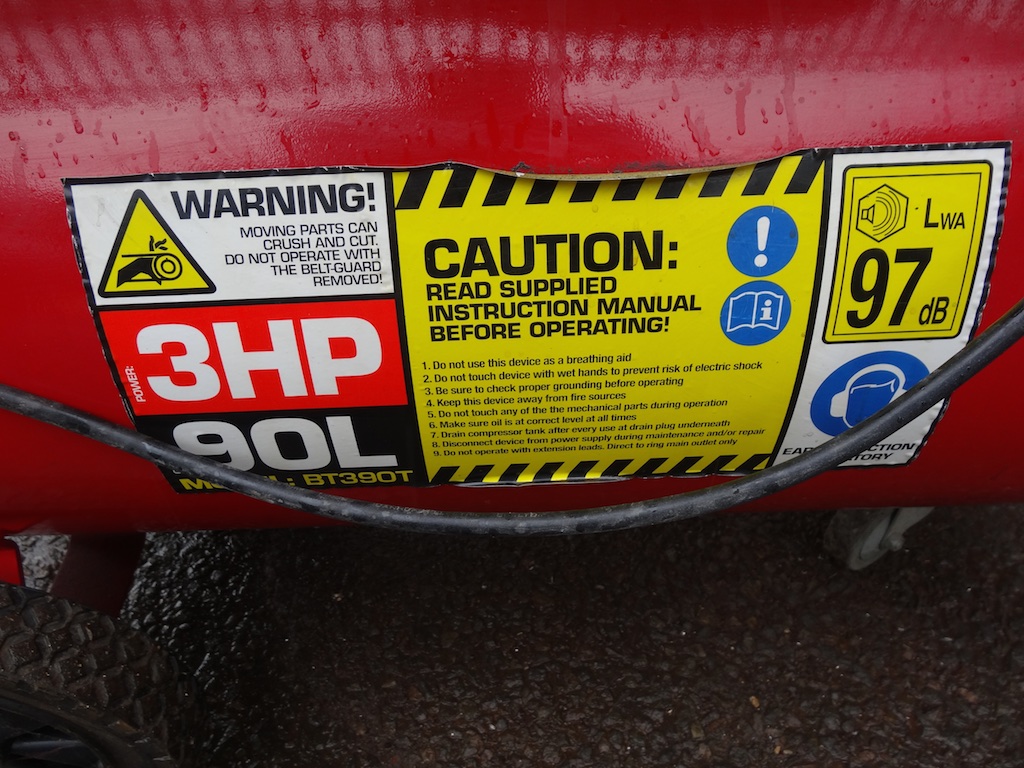 WARNING!
MOVING PARTS CAN
CRUSH AND CUT.
DO NOT OPERATE WITH
THE BELT-GUARD
REMOVED!
POWER:
3HP
90L
BT390T
CAUTION:
READ SUPPLIED
INSTRUCTION MANUAL
BEFORE OPERATING!
1. Do not use this device as a breathing aid
2. Do not touch device with wet hands to prevent risk of electric shock
3. Be sure to check proper grounding before operating
4. Keep this device away from fire sources
5. Do not touch any of the the mechanical parts during operation
6. Make sure oil is at correct level at all times
7. Drain compressor tank after every use at drain plug underneath
8. Disconnect device from power supply during maintenance and/or repair
9. Do not operate with extension leads. Direct to ring main outlet only
LWA
97 dB